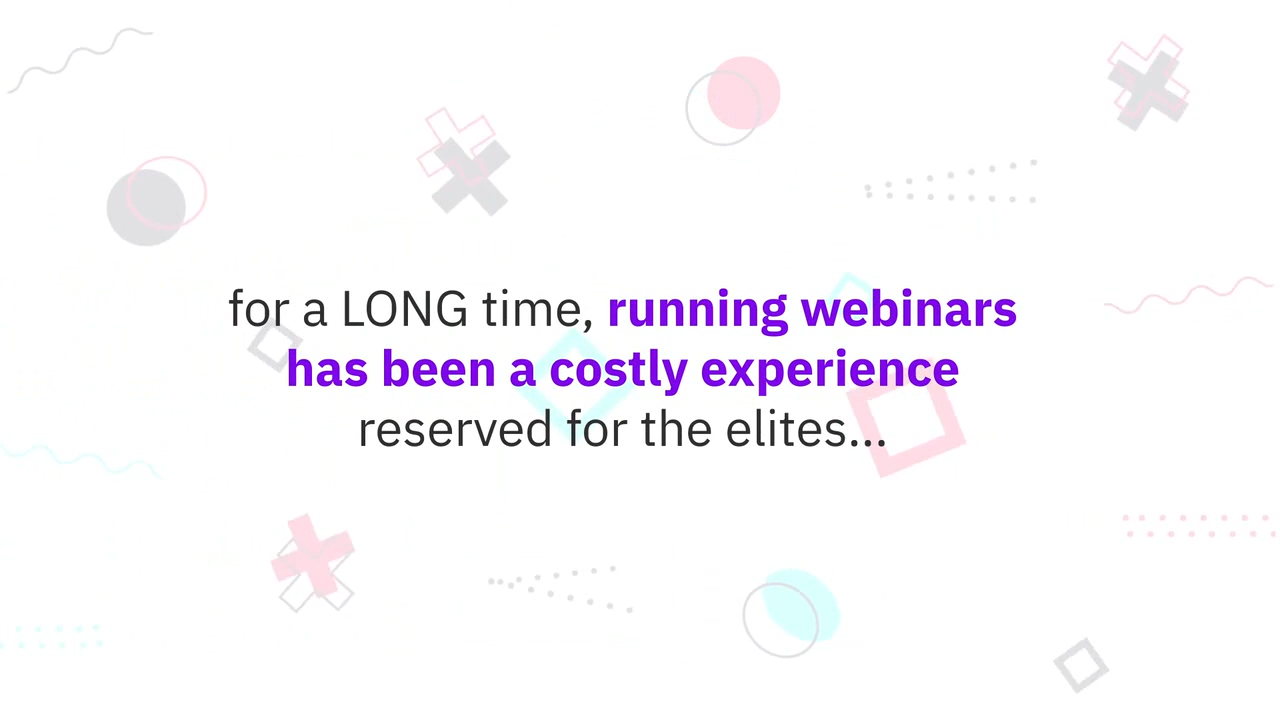 for a LONG time, running webinars
has been a costly experience
reserved for the elites...